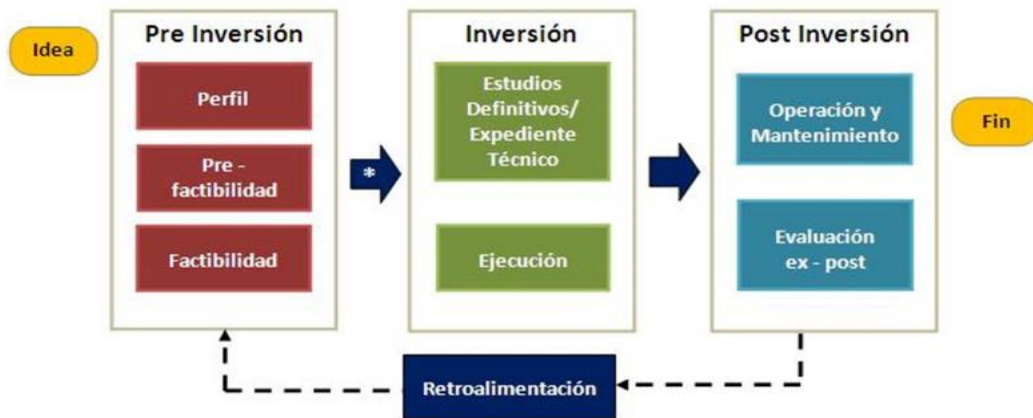 Idea
Pre Inversión
Perfil
Pre -
factibilidad
Factibilidad
*
Inversión
Estudios
Definitivos/
Expediente
Técnico
Ejecución
Post Inversión
Operación y
Mantenimiento
Evaluación
ex - post
Fin
Retroalimentación